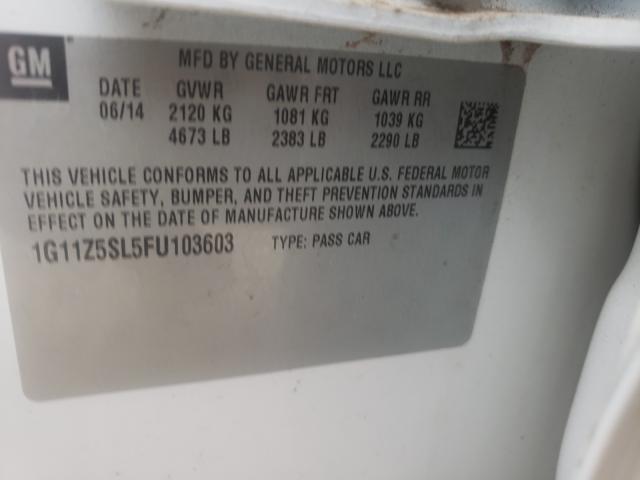 GM
MFD BY GENERAL MOTORS LLC
DATE GVWR GAWR FRT GAWR RR
06/14 2120 KG 1081 KG 1039 KG
4673 LB 2383 LB 2290 LB
THIS VEHICLE CONFORMS TO ALL APPLICABLE U.S. FEDERAL MOTOR
VEHICLE SAFETY, BUMPER, AND THEFT PREVENTION STANDARDS IN
EFFECT ON THE DATE OF MANUFACTURE SHOWN ABOVE.
1G11Z5SL5FU103603 TYPE: PASS CAR